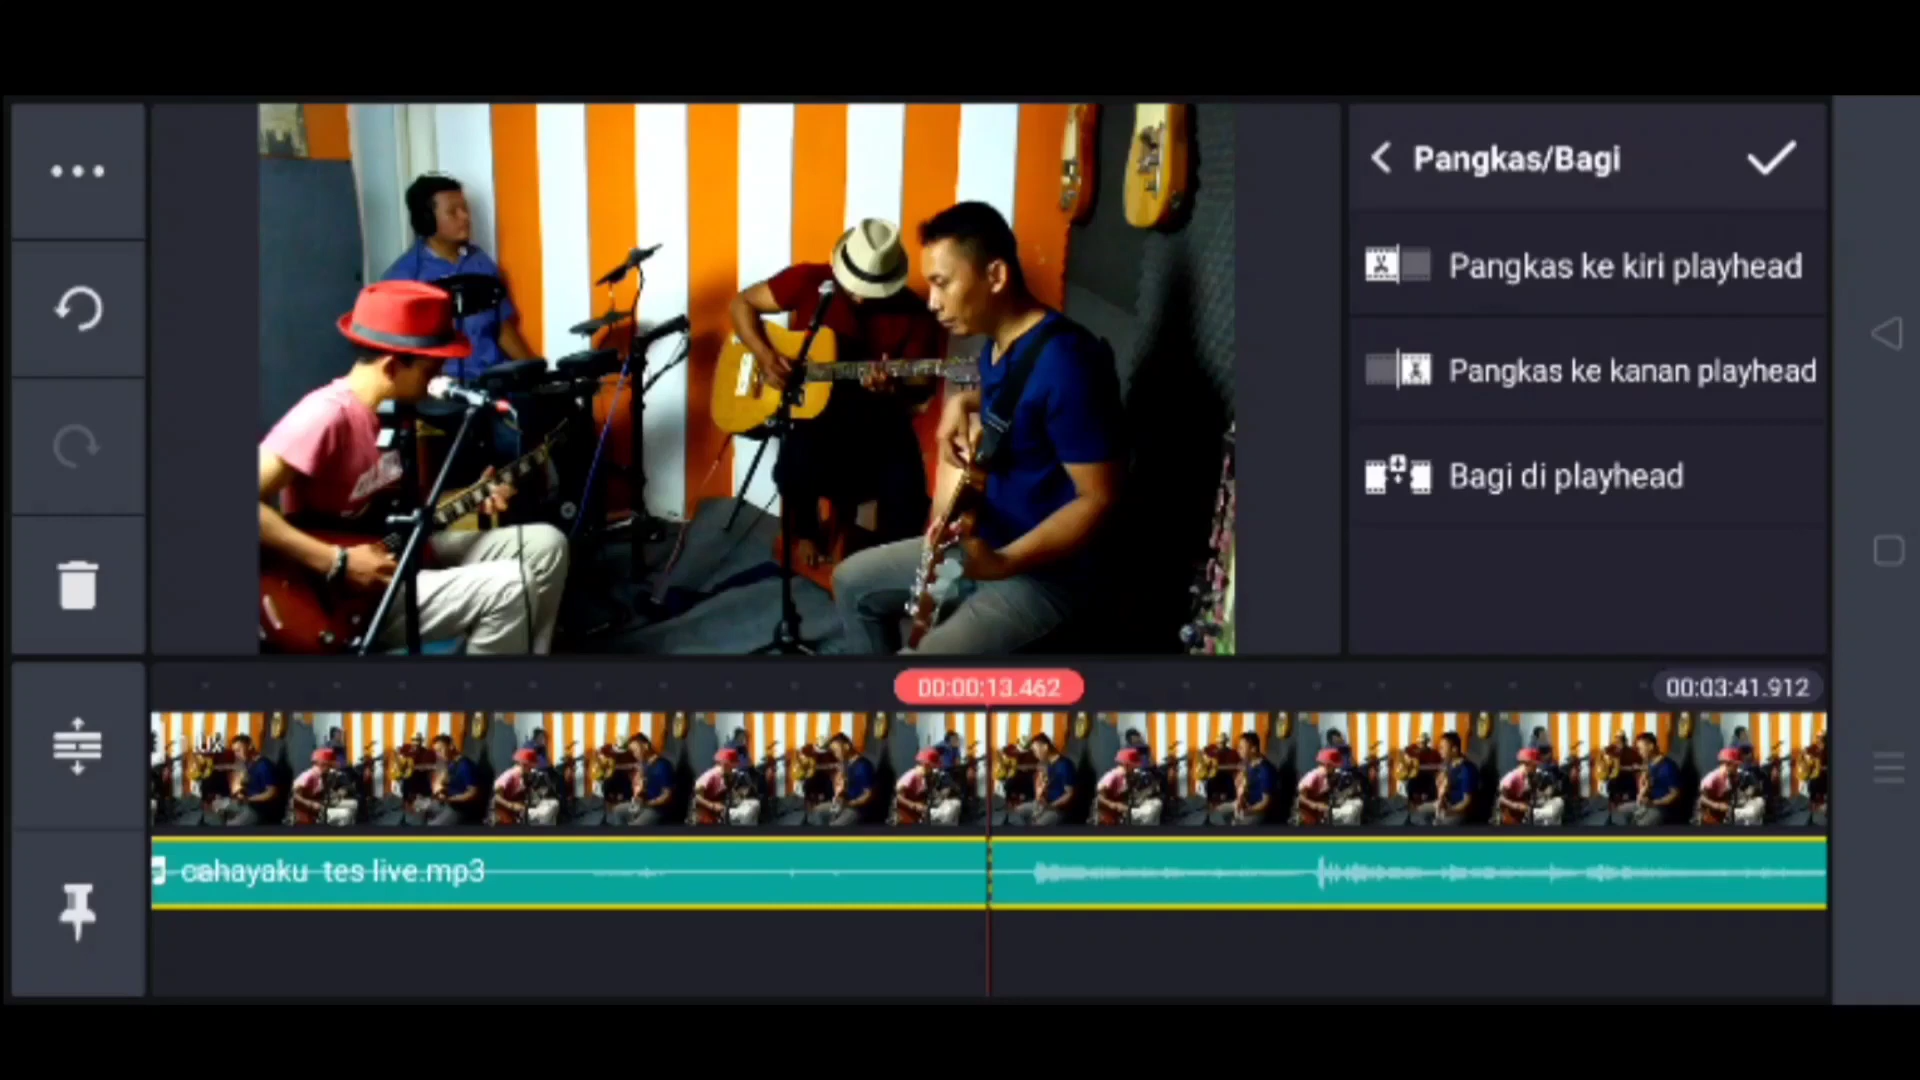 Pangkas/Bagi
Pangkas ke kiri playhead
Pangkas ke kanan playhead
Bagi di playhead
00:00:13.462
00:03:41.912
cahayaku tes live.mp3